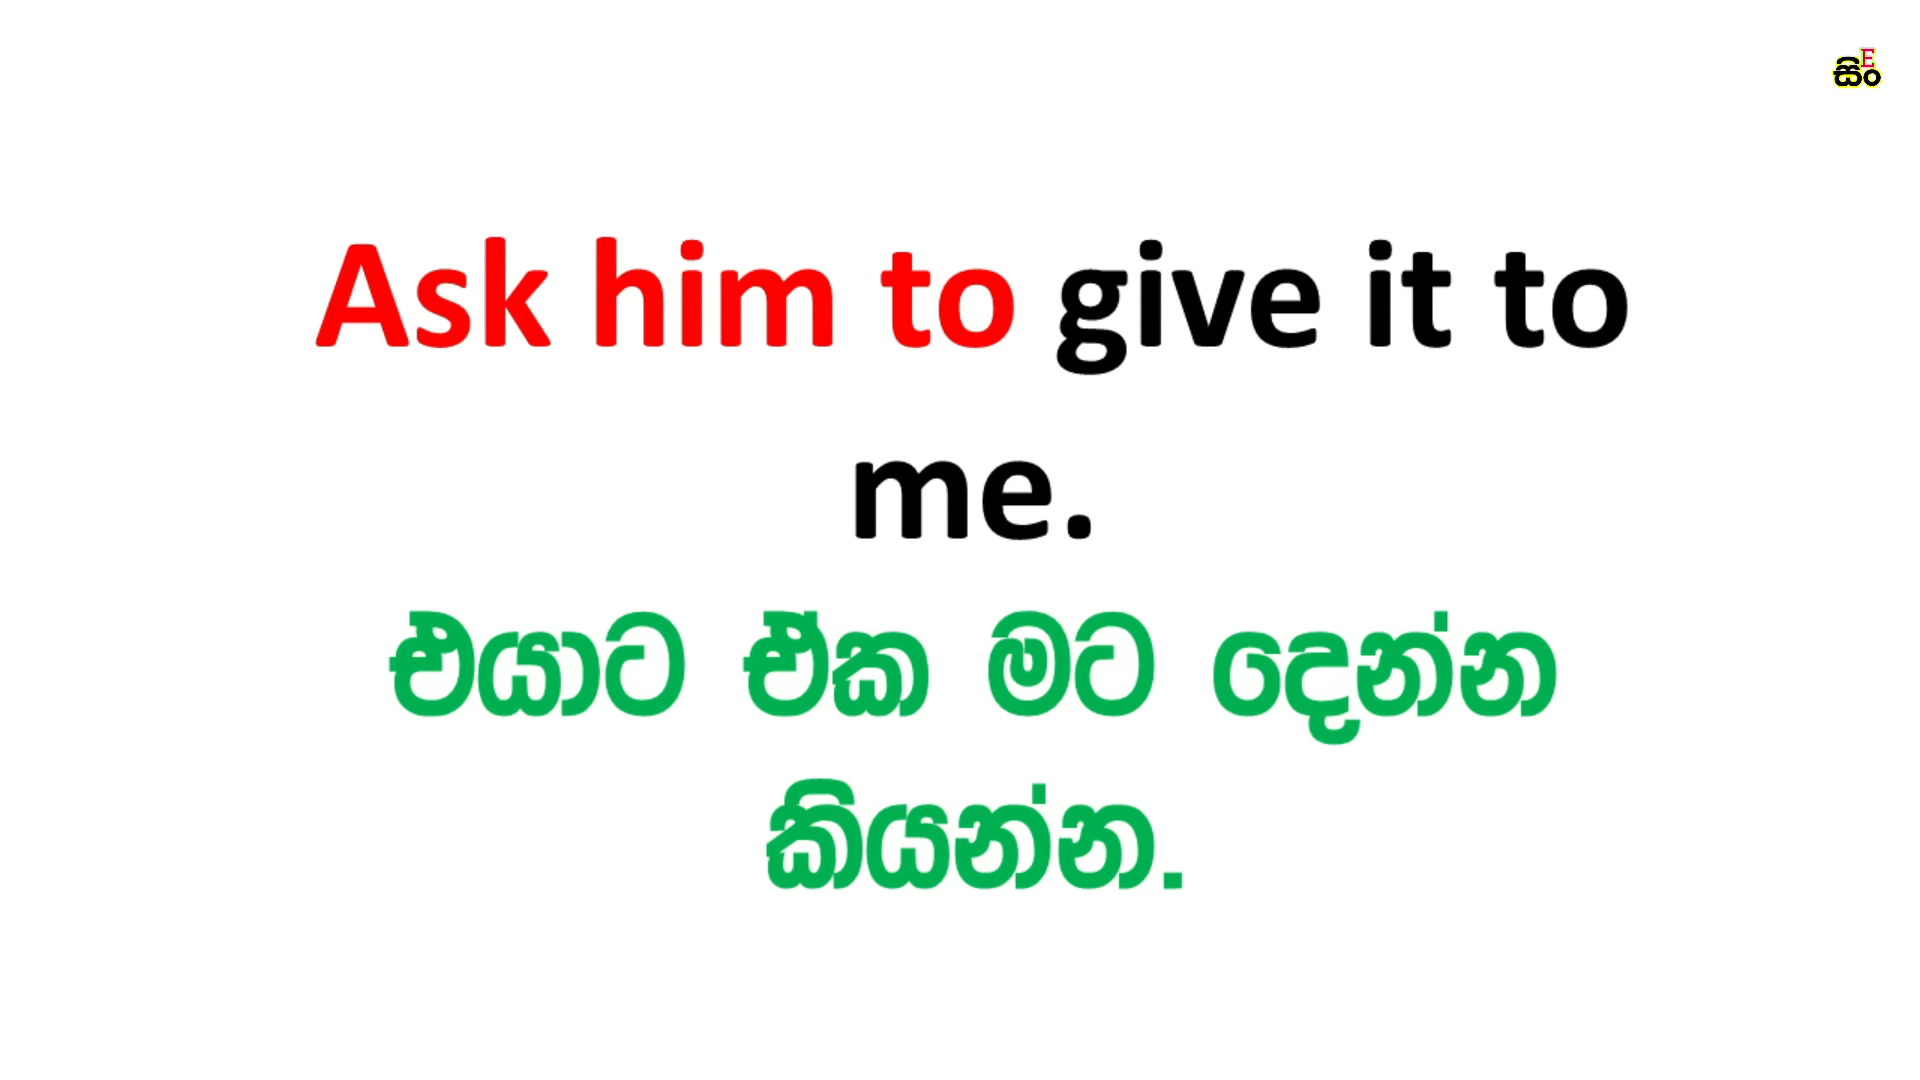 සිං
E
Ask him to give it to
me.
එයාට ඒක මට දෙන්න
කියන්න.